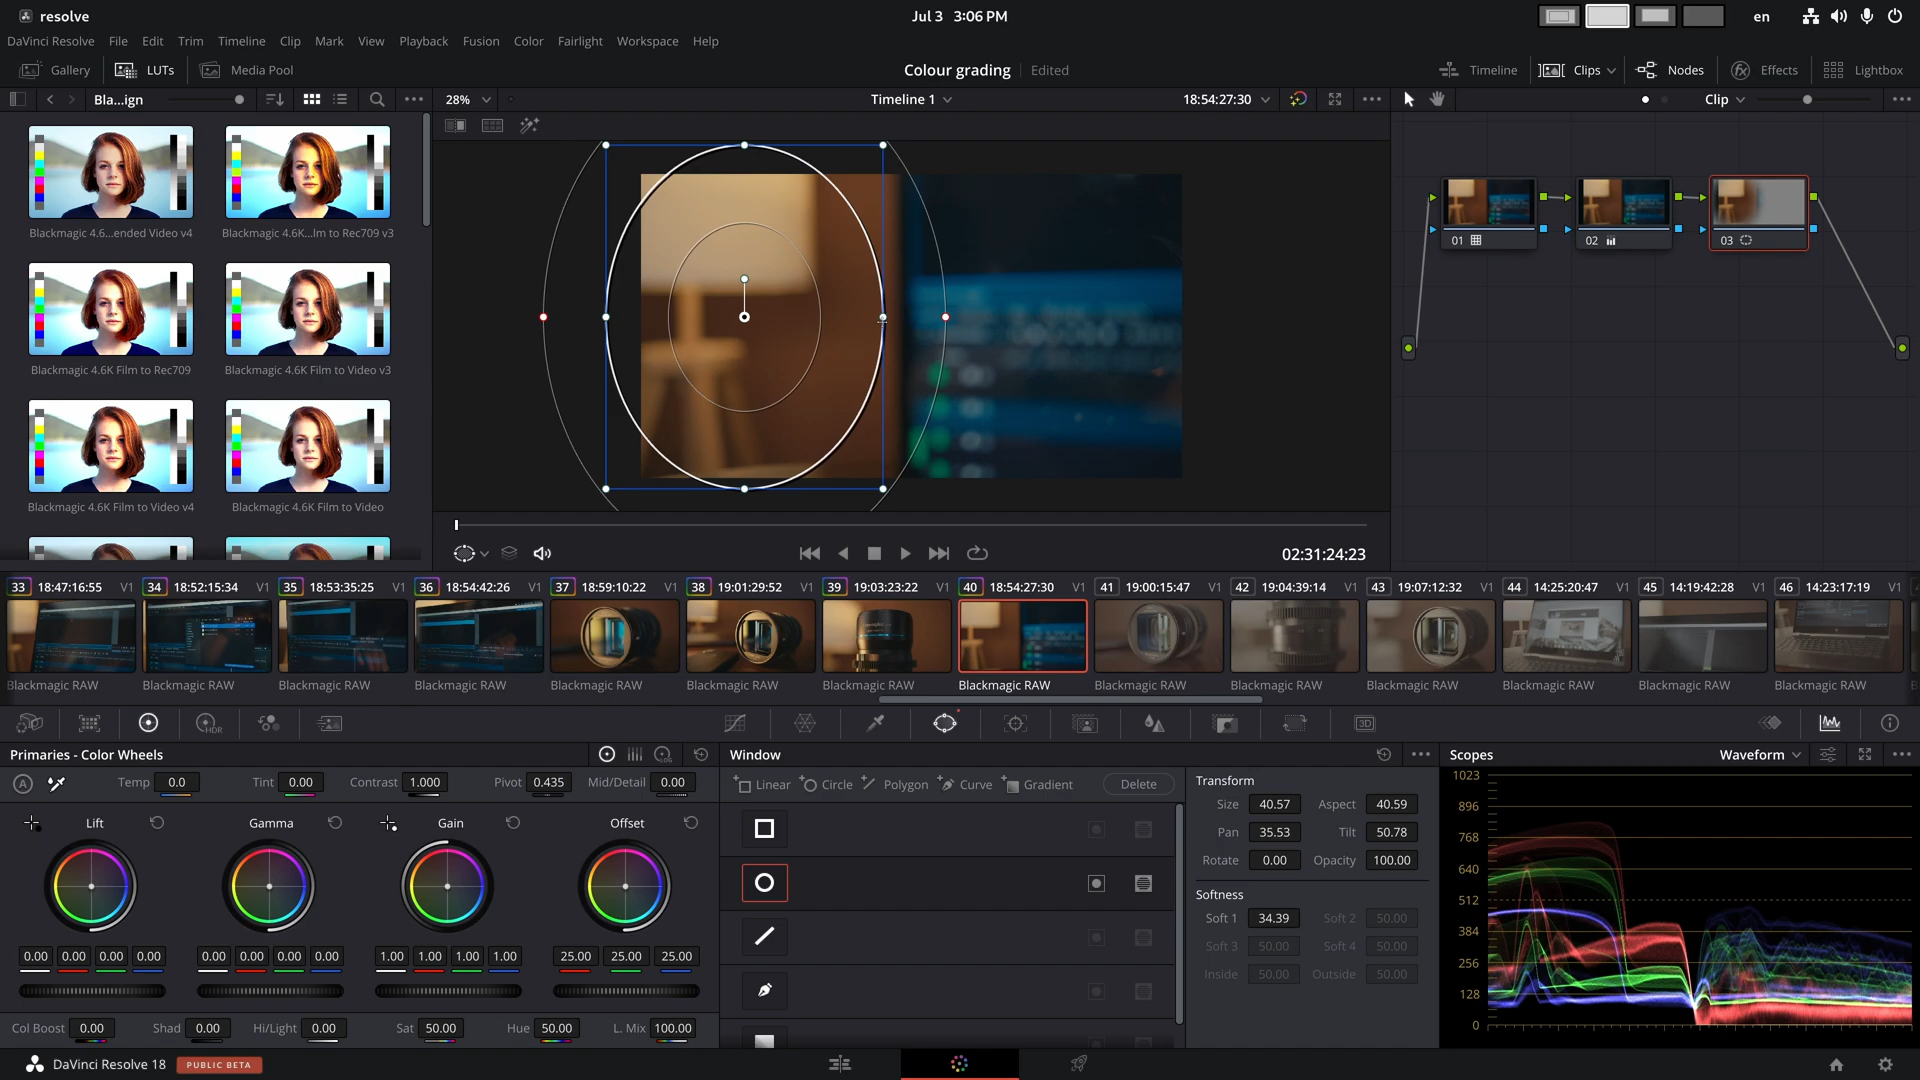 resolve
Jul 3 3:06 PM
en
DaVinci Resolve File Edit Trim Timeline Clip Mark View Playback Fusion Color Fairlight Workspace Help
Gallery LUTs Media Pool
Colour grading Edited
Timeline Clips Nodes Effects Lightbox
Bla...ign
28%
Timeline 1
18:54:27:30
Clip
Blackmagic 4.6...ended Video v4
Blackmagic 4.6K...lm to Rec709 v3
Blackmagic 4.6K Film to Rec709
Blackmagic 4.6K Film to Video v3
Blackmagic 4.6K Film to Video v4
Blackmagic 4.6K Film to Video
01
02
03
02:31:24:23
33 18:47:16:55 V1
34 18:52:15:34 V1
35 18:53:35:25 V1
36 18:54:42:26 V1
37 18:59:10:22 V1
38 19:01:29:52 V1
39 19:03:23:22 V1
40 18:54:27:30 V1
41 19:00:15:47 V1
42 19:04:39:14 V1
43 19:07:12:32 V1
44 14:25:20:47 V1
45 14:19:42:28 V1
46 14:23:17:19 V1
Blackmagic RAW
Blackmagic RAW
Blackmagic RAW
Blackmagic RAW
Blackmagic RAW
Blackmagic RAW
Blackmagic RAW
Blackmagic RAW
Blackmagic RAW
Blackmagic RAW
Blackmagic RAW
Blackmagic RAW
Blackmagic RAW
Blackmagic RAW
HDR
3D
Primaries - Color Wheels
LOG
A
Temp 0.0 Tint 0.00 Contrast 1.000 Pivot 0.435 Mid/Detail 0.00
Lift Gamma Gain Offset
0.00 0.00 0.00 0.00
0.00 0.00 0.00 0.00
1.00 1.00 1.00 1.00
25.00 25.00 25.00
Col Boost 0.00 Shad 0.00 Hi/Light 0.00 Sat 50.00 Hue 50.00 L. Mix 100.00
Window
Linear Circle Polygon Curve Gradient Delete
Transform
Size 40.57 Aspect 40.59
Pan 35.53 Tilt 50.78
Rotate 0.00 Opacity 100.00
Softness
Soft 1 34.39 Soft 2 50.00
Soft 3 50.00 Soft 4 50.00
Inside 50.00 Outside 50.00
Scopes
Waveform
1023
896
768
640
512
384
256
128
0
DaVinci Resolve 18 PUBLIC BETA